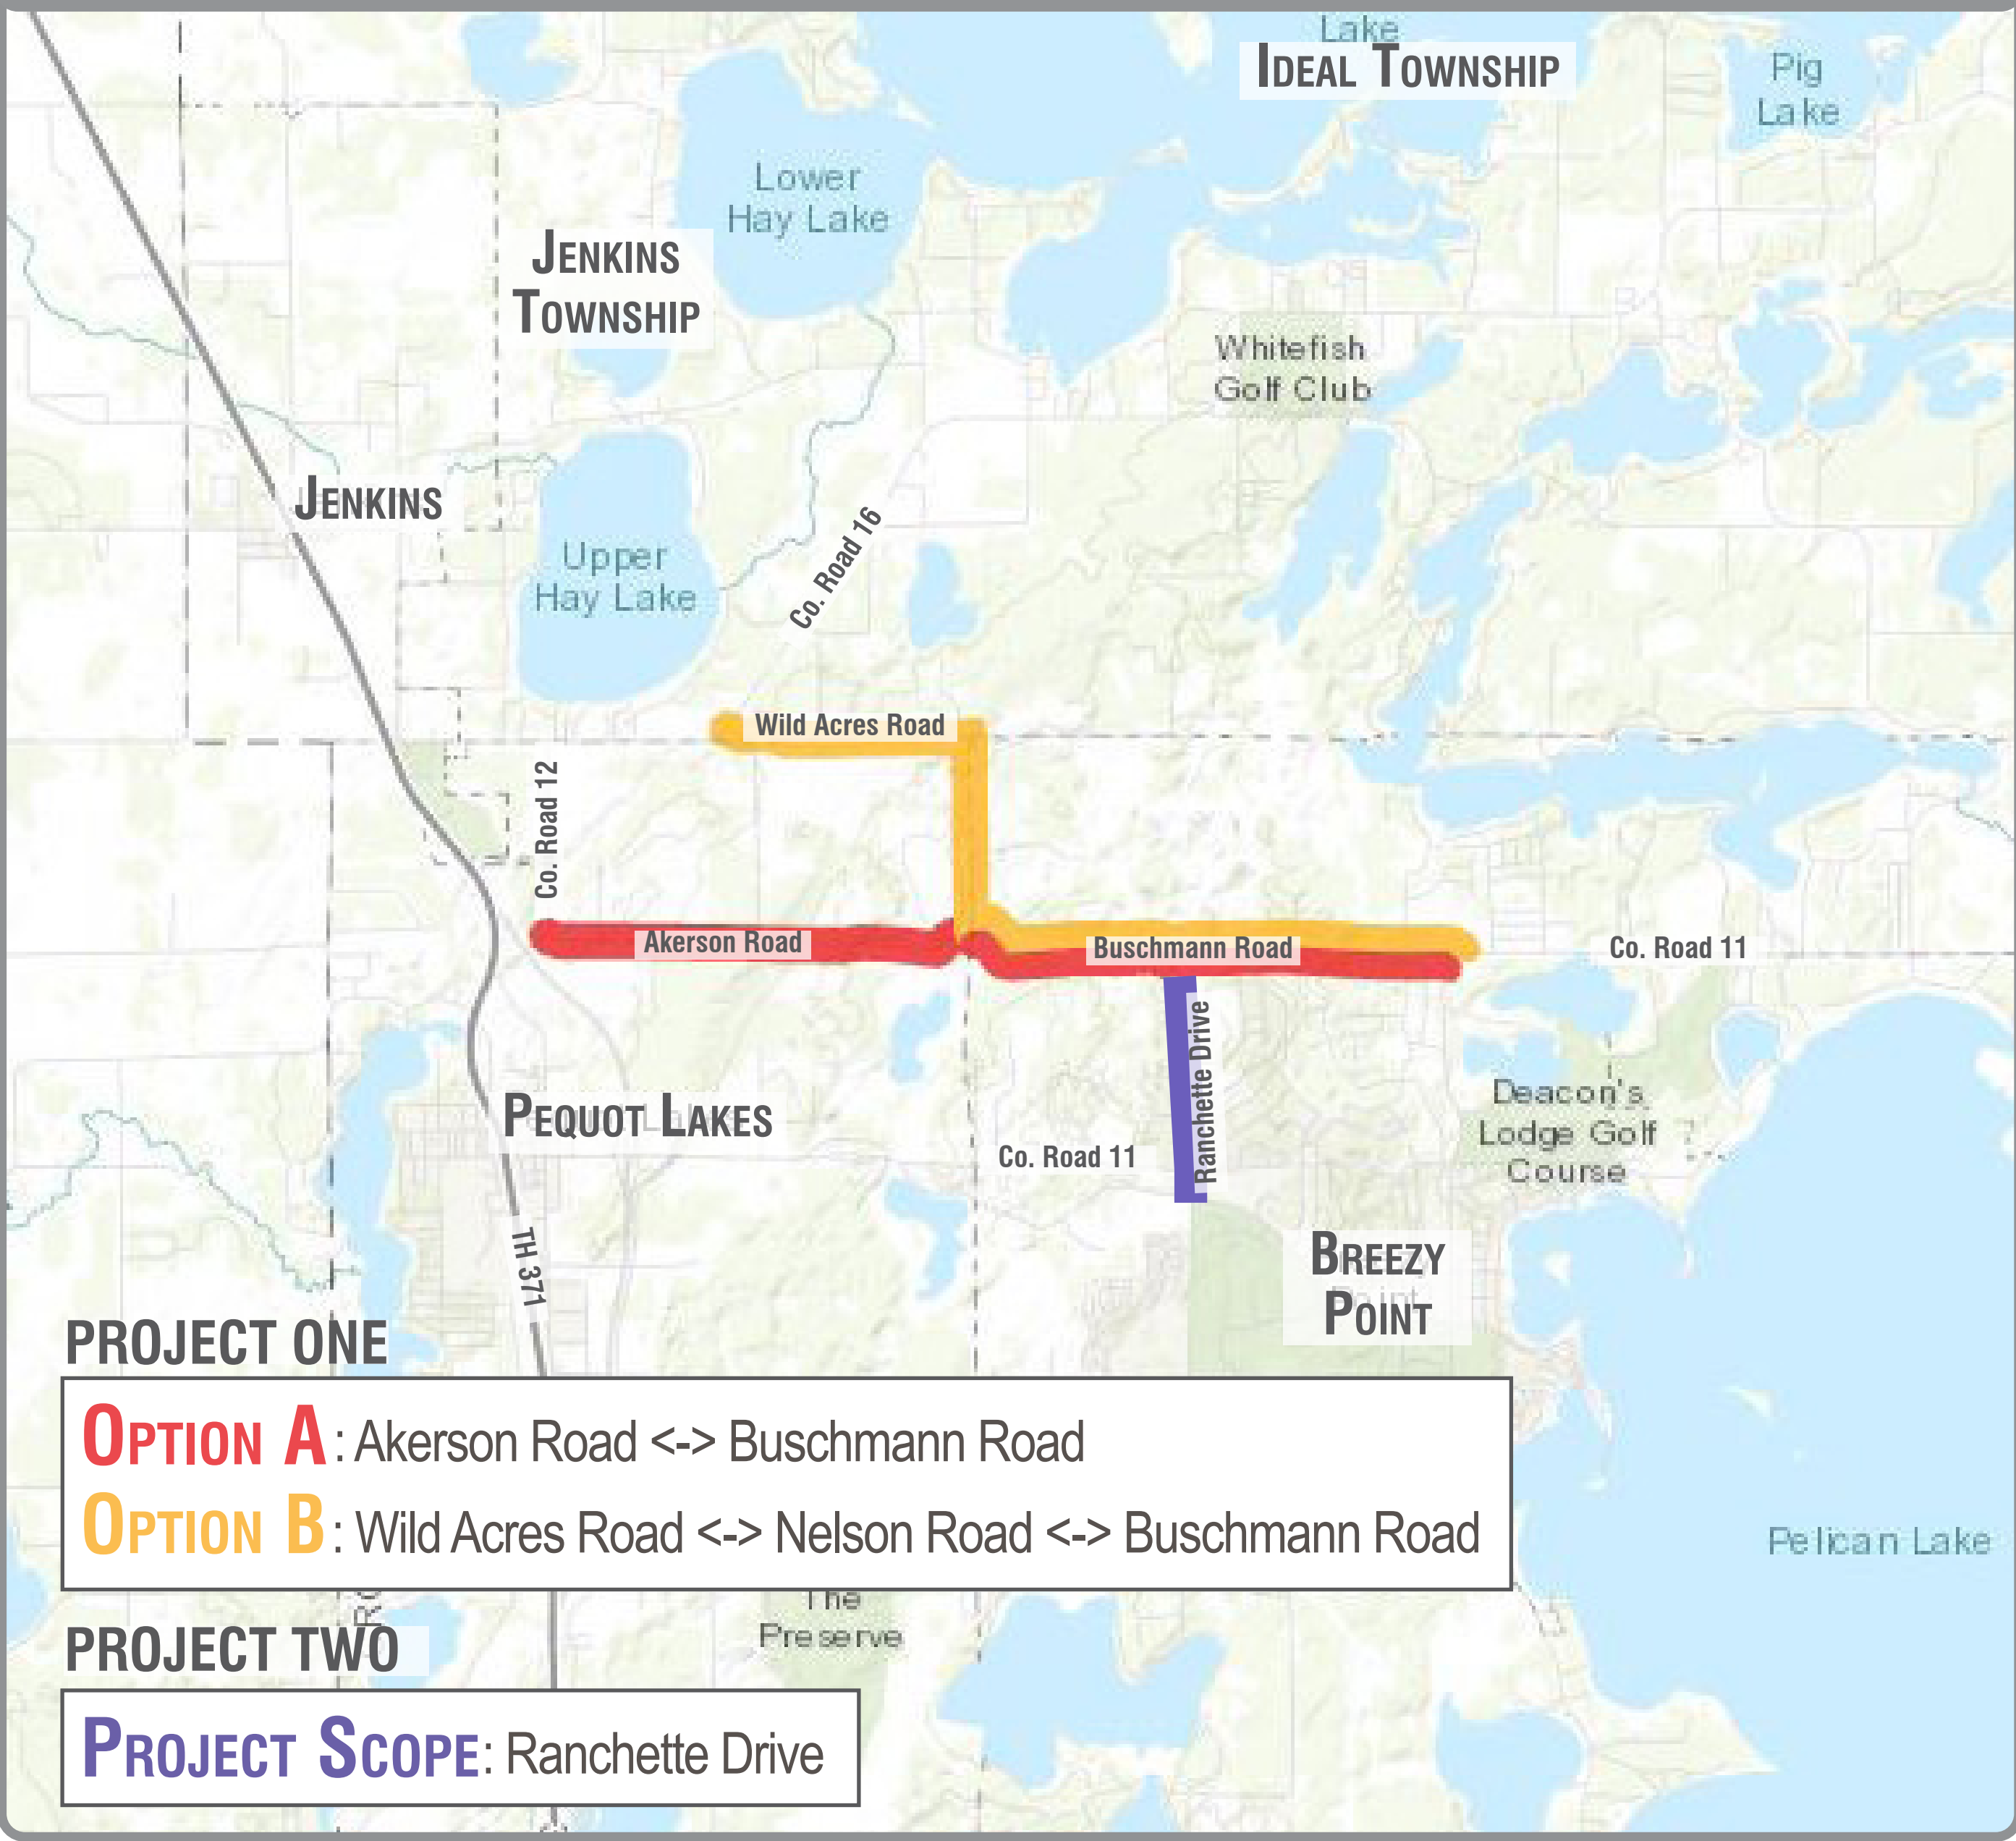 Lake
IDEAL TOWNSHIP
Pig
Lake
Lower
Hay Lake
JENKINS
TOWNSHIP
Whitefish
Golf Club
JENKINS
Upper
Hay Lake
Co. Road 16
Wild Acres Road
Co. Road 12
Akerson Road
Buschmann Road
Co. Road 11
Ranchette Drive
PEQUOT LAKES
Co. Road 11
Deacon's
Lodge Golf
Course
TH 371
BREEZY
POINT
PROJECT ONE
OPTION A: Akerson Road <-> Buschmann Road
OPTION B: Wild Acres Road <-> Nelson Road <-> Buschmann Road
Pelican Lake
The
Preserve
PROJECT TWO
PROJECT SCOPE: Ranchette Drive